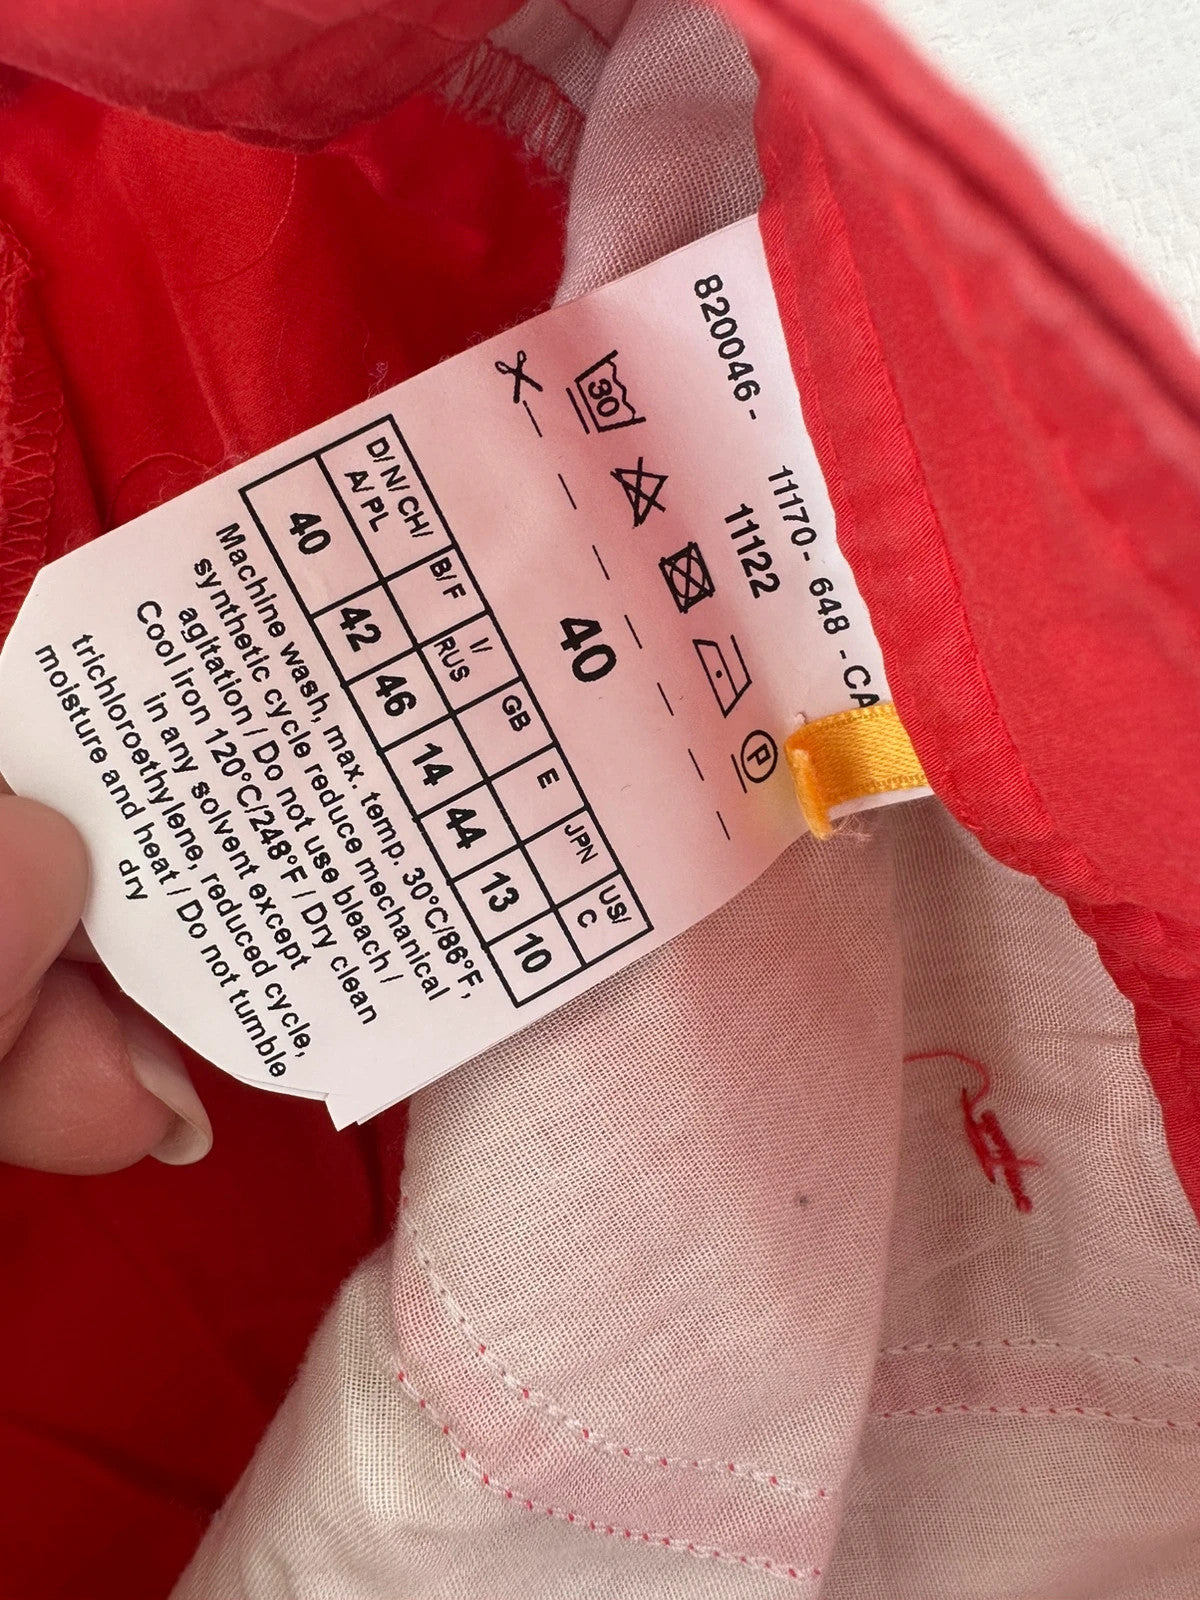 820046 -
11170 - 648 - CA
11122
30
P
40
D/ N/ CH/
A/ PL
B/ F
I/
RUS
GB
E
JPN
US/
C
40
42
46
14
44
13
10
Machine wash, max. temp. 30°C/86°F,
synthetic cycle reduce mechanical
agitation / Do not use bleach /
Cool iron 120°C/248°F / Dry clean
in any solvent except
trichloroethylene, reduced cycle,
moisture and heat / Do not tumble
dry